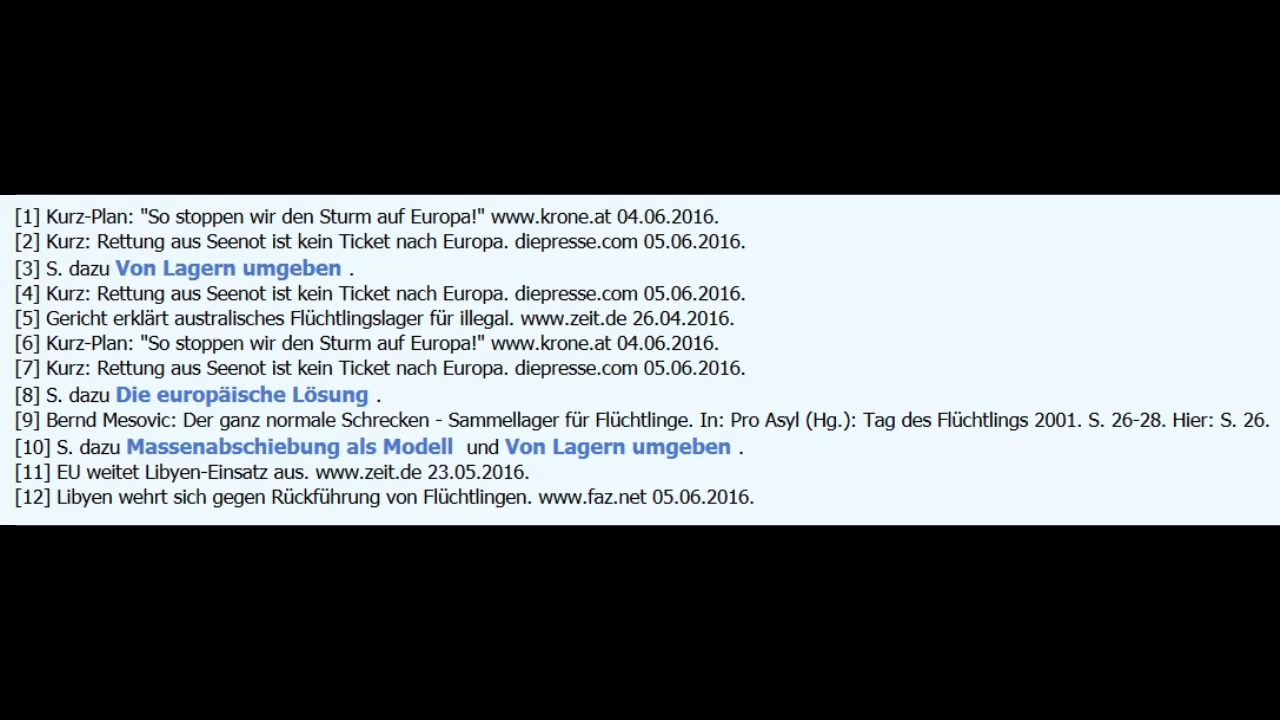 [1] Kurz-Plan: "So stoppen wir den Sturm auf Europa!" www.krone.at 04.06.2016.
[2] Kurz: Rettung aus Seenot ist kein Ticket nach Europa. diepresse.com 05.06.2016.
[3] S. dazu Von Lagern umgeben .
[4] Kurz: Rettung aus Seenot ist kein Ticket nach Europa. diepresse.com 05.06.2016.
[5] Gericht erklärt australisches Flüchtlingslager für illegal. www.zeit.de 26.04.2016.
[6] Kurz-Plan: "So stoppen wir den Sturm auf Europa!" www.krone.at 04.06.2016.
[7] Kurz: Rettung aus Seenot ist kein Ticket nach Europa. diepresse.com 05.06.2016.
[8] S. dazu Die europäische Lösung .
[9] Bernd Mesovic: Der ganz normale Schrecken - Sammellager für Flüchtlinge. In: Pro Asyl (Hg.): Tag des Flüchtlings 2001. S. 26-28. Hier: S. 26.
[10] S. dazu Massenabschiebung als Modell und Von Lagern umgeben .
[11] EU weitet Libyen-Einsatz aus. www.zeit.de 23.05.2016.
[12] Libyen wehrt sich gegen Rückführung von Flüchtlingen. www.faz.net 05.06.2016.